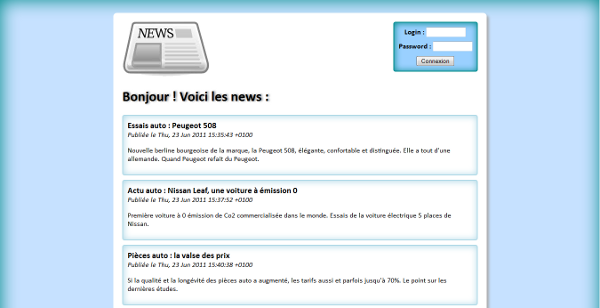 NEWS
Login :
Password :
Connexion
Bonjour ! Voici les news :
Essais auto : Peugeot 508
Publiée le Thu, 23 Jun 2011 15:35:43 +0100
Nouvelle berline bourgeoise de la marque, la Peugeot 508, élégante, confortable et distinguée. Elle a tout d'une
allemande. Quand Peugeot refait du Peugeot.
Actu auto : Nissan Leaf, une voiture à émission 0
Publiée le Thu, 23 Jun 2011 15:37:52 +0100
Première voiture à 0 émission de Co2 commercialisée dans le monde. Essais de la voiture électrique 5 places de
Nissan.
Pièces auto : la valse des prix
Publiée le Thu, 23 Jun 2011 15:40:38 +0100
Si la qualité et la longévité des pièces auto a augmenté, les tarifs aussi et parfois jusqu'à 70%. Le point sur les
dernières études.